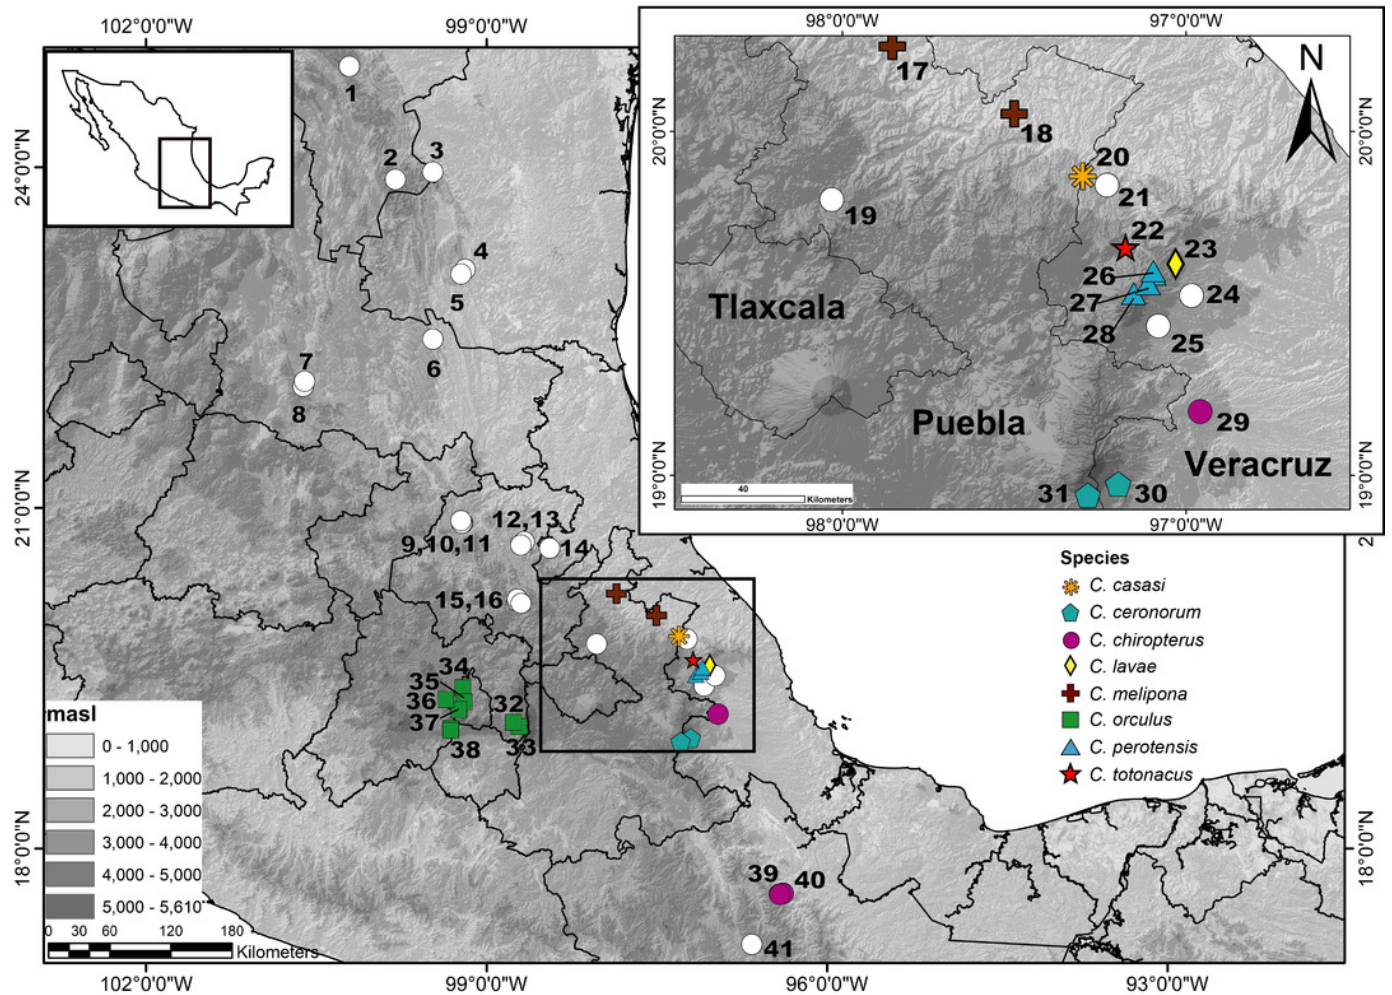 102°0'0"W
99°0'0"W
98°0'0"W
97°0'0"W
N
24°0'0"N
21°0'0"N
18°0'0"N
20°0'0"N
19°0'0"N
20°0'0"N
19°0'0"N
1
2
3
4
5
6
7
8
9,10,11
12,13
14
15,16
17
18
19
20
21
22
23
24
25
26
27
28
29
30
31
Tlaxcala
Puebla
Veracruz
40
Kilometers
98°0'0"W
97°0'0"W
2
34
35
36
37
38
32
33
39
40
41
Species
C. casasi
C. ceronorum
C. chiropterus
C. lavae
C. melipona
C. orculus
C. perotensis
C. totonacus
masl
0 - 1,000
1,000 - 2,000
2,000 - 3,000
3,000 - 4,000
4,000 - 5,000
5,000 - 5,610
0 30 60 120 180
Kilometers
18°0'0"N
102°0'0"W
99°0'0"W
96°0'0"W
93°0'0"W